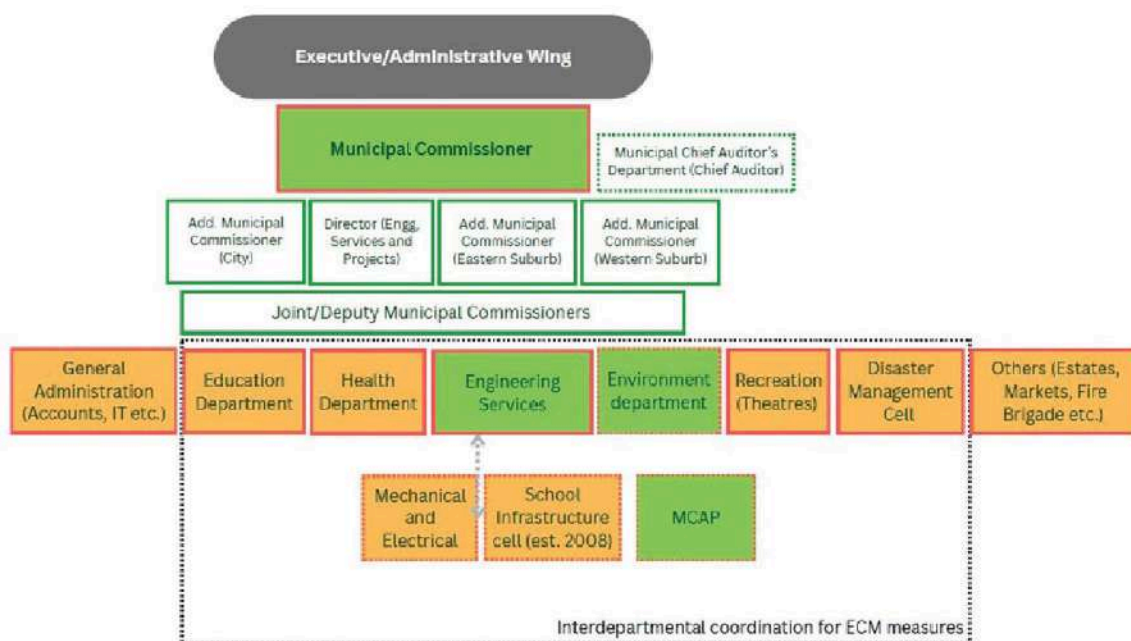 Executive/Administrative Wing
Municipal Commissioner
Municipal Chief Auditor's
Department (Chief Auditor)
Add. Municipal
Commissioner
(City)
Director (Engg,
Services and
Projects)
Add. Municipal
Commissioner
(Eastern Suburb)
Add. Municipal
Commissioner
(Western Suburb)
Joint/Deputy Municipal Commissioners
General
Administration
(Accounts, IT etc.)
Education
Department
Health
Department
Engineering
Services
Environment
department
Recreation
(Theatres)
Disaster
Management
Cell
Others (Estates,
Markets, Fire
Brigade etc.)
Mechanical
and
Electrical
School
Infrastructure
cell (est. 2008)
MCAP
Interdepartmental coordination for ECM measures